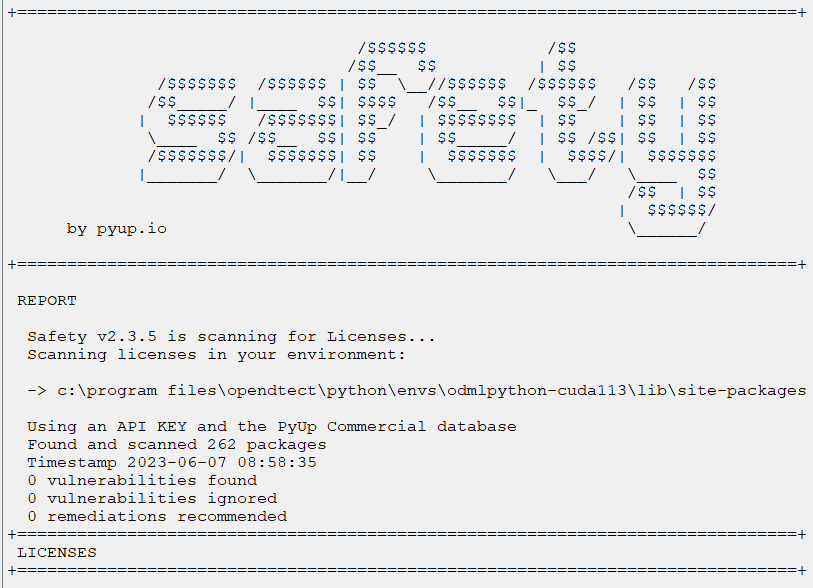 +==============================================================================+

                                   /$$$$$$            /$$
                                  /$$__  $$          | $$
               /$$$$$$$  /$$$$$$ | $$  \__//$$$$$$  /$$$$$$   /$$   /$$
              /$$_____/ |____  $$| $$$$   /$$__  $$|_  $$_/  | $$  | $$
             |  $$$$$$   /$$$$$$$| $$_/  | $$$$$$$$  | $$    | $$  | $$
              \____  $$ /$$__  $$| $$    | $$_____/  | $$ /$$| $$  | $$
              /$$$$$$$/|  $$$$$$$| $$    |  $$$$$$$  |  $$$$/|  $$$$$$$
             |_______/  \_______/|__/     \_______/   \___/   \____  $$
                                                              /$$  | $$
                                                             |  $$$$$$/
      by pyup.io                                              \______/

+==============================================================================+

 REPORT

  Safety v2.3.5 is scanning for Licenses...
  Scanning licenses in your environment:

  -> c:\program files\opendtect\python\envs\odmlpython-cuda113\lib\site-packages

  Using an API KEY and the PyUp Commercial database
  Found and scanned 262 packages
  Timestamp 2023-06-07 08:58:35
  0 vulnerabilities found
  0 vulnerabilities ignored
  0 remediations recommended
+==============================================================================+
 LICENSES
+==============================================================================+